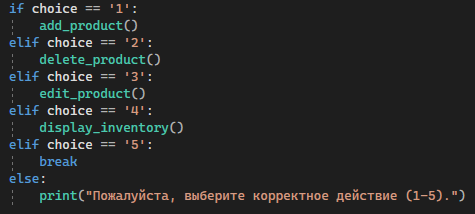 if choice == '1':
    add_product()
elif choice == '2':
    delete_product()
elif choice == '3':
    edit_product()
elif choice == '4':
    display_inventory()
elif choice == '5':
    break
else:
    print("Пожалуйста, выберите корректное действие (1-5).")